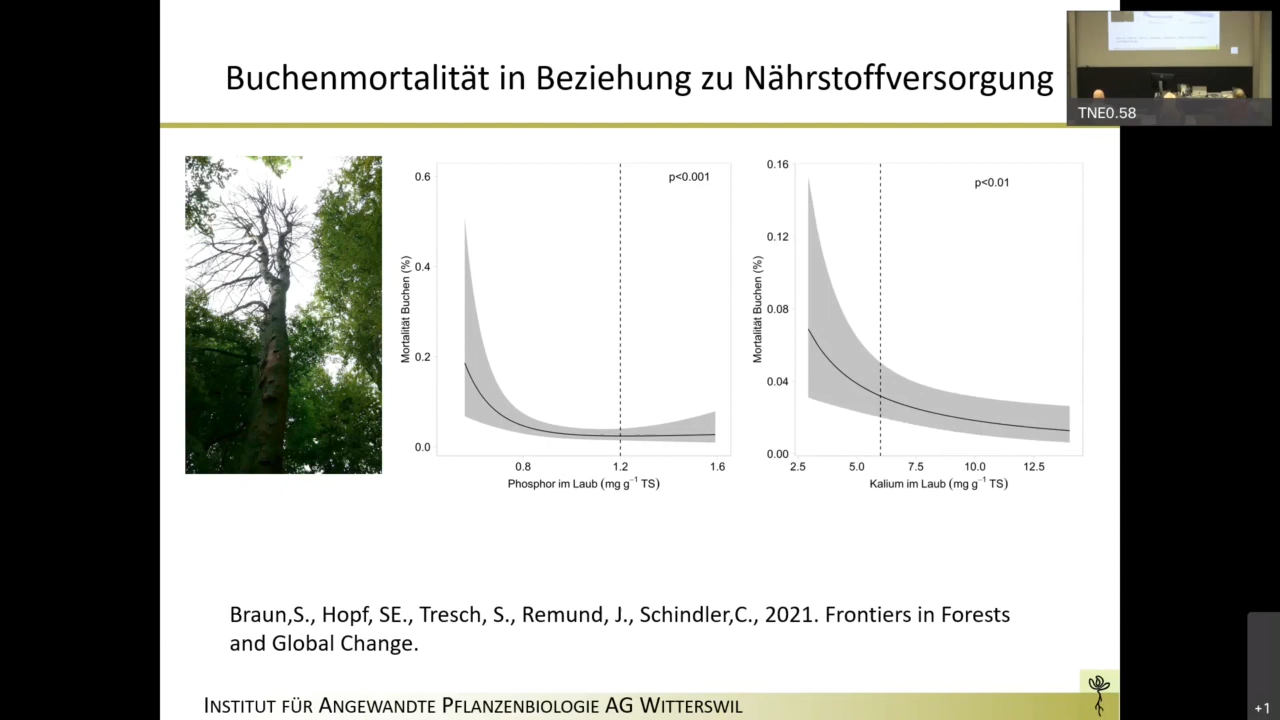 Buchenmortalität in Beziehung zu Nährstoffversorgung
TNE0.58
0.6
0.4
0.2
0.0
Mortalität Buchen (%)
p<0.001
0.8
1.2
1.6
Phosphor im Laub (mg g⁻¹ TS)
0.16
0.12
0.08
0.04
0.00
Mortalität Buchen (%)
p<0.01
2.5
5.0
7.5
10.0
12.5
Kalium im Laub (mg g⁻¹ TS)
Braun,S., Hopf, SE., Tresch, S., Remund, J., Schindler,C., 2021. Frontiers in Forests
and Global Change.
INSTITUT FÜR ANGEWANDTE PFLANZENBIOLOGIE AG WITTERSWIL
+1